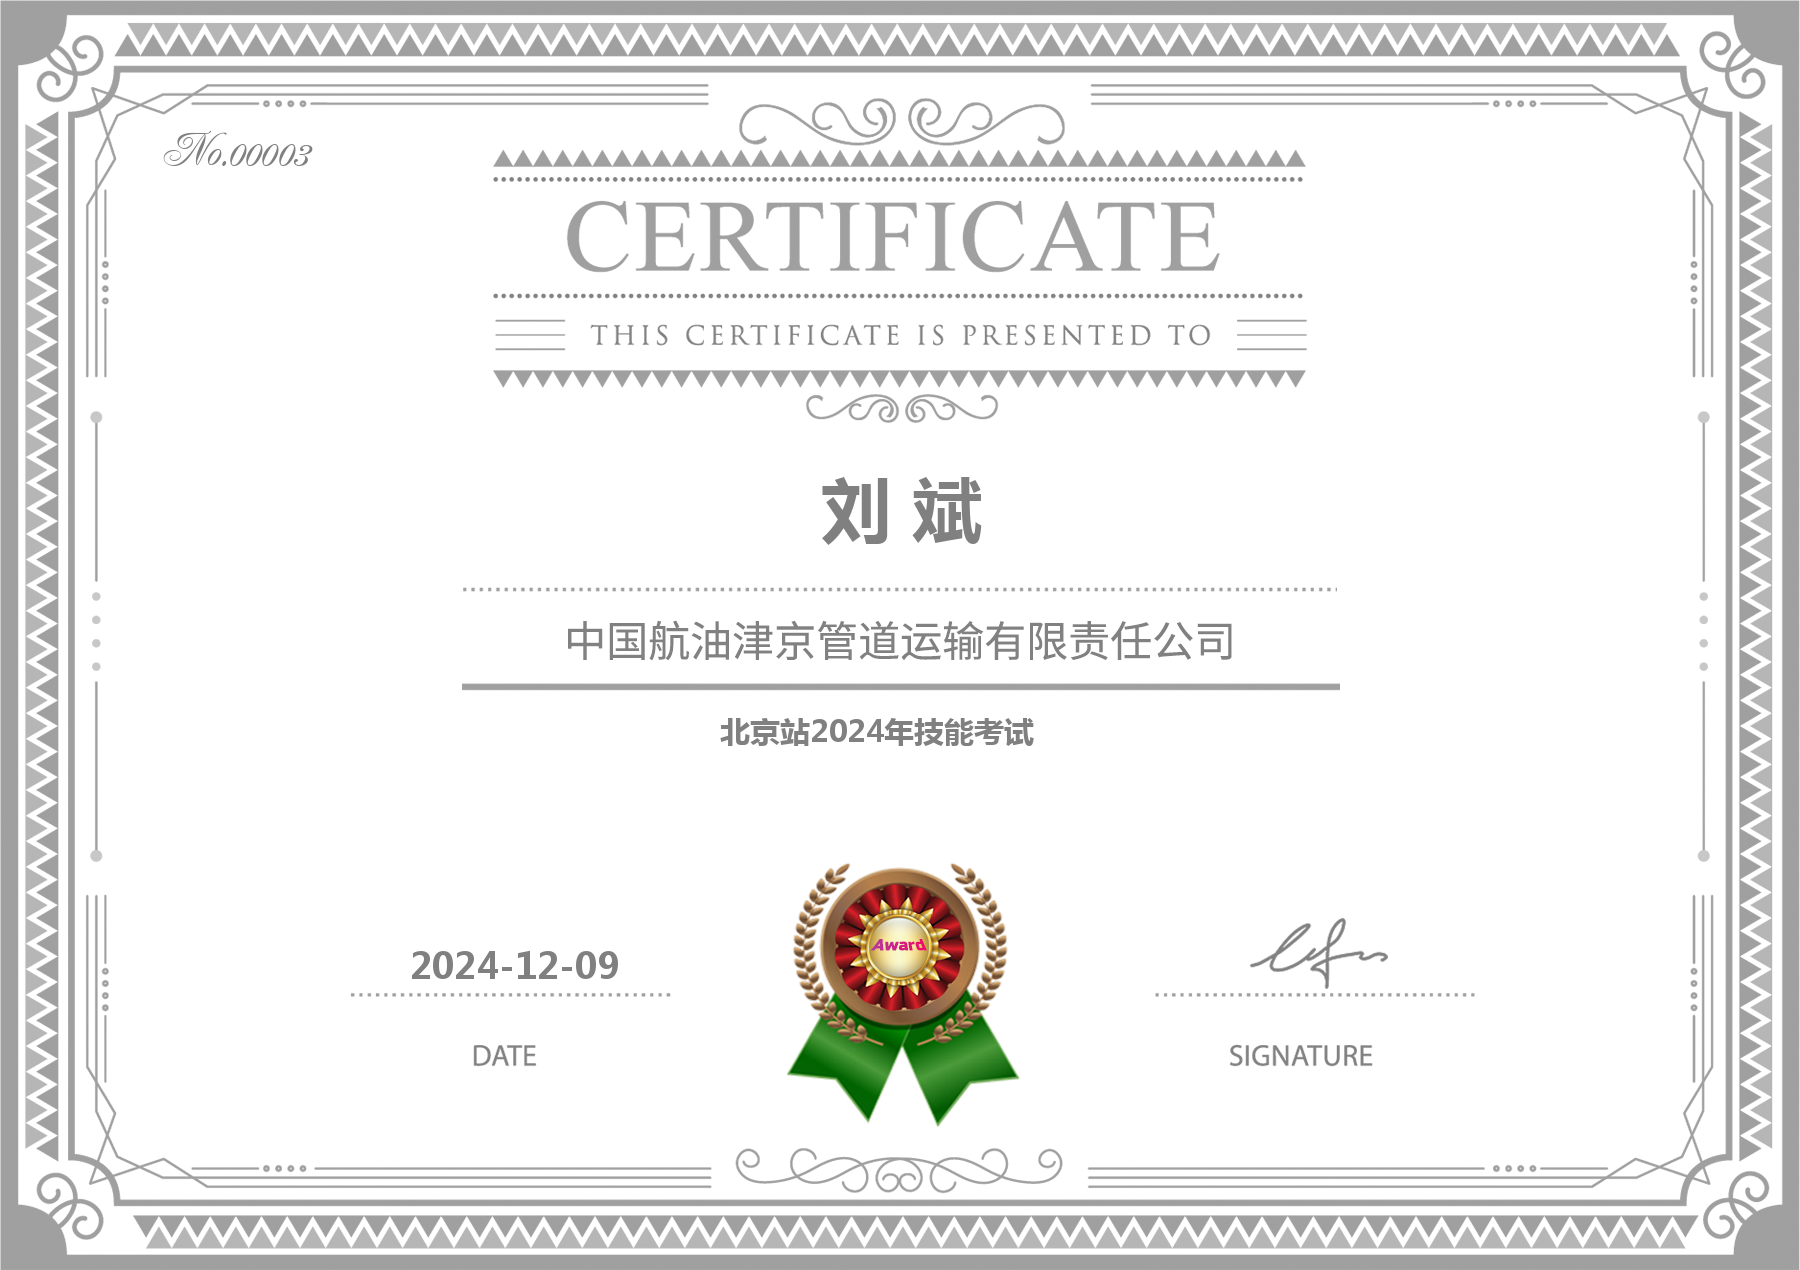 No.00003
CERTIFICATE
THIS CERTIFICATE IS PRESENTED TO
刘 斌
中国航油津京管道运输有限责任公司
北京站2024年技能考试
Award
2024-12-09
DATE
SIGNATURE